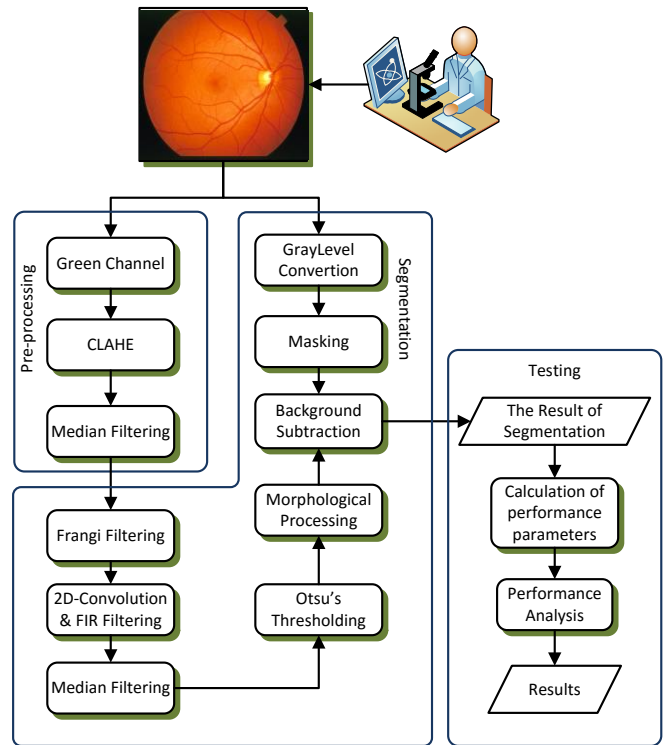 Pre-processing
Green Channel
CLAHE
Median Filtering
Segmentation
GrayLevel
Convertion
Masking
Background
Subtraction
Morphological
Processing
Otsu's
Thresholding
Frangi Filtering
2D-Convolution
& FIR Filtering
Median Filtering
Testing
The Result of
Segmentation
Calculation of
performance
parameters
Performance
Analysis
Results